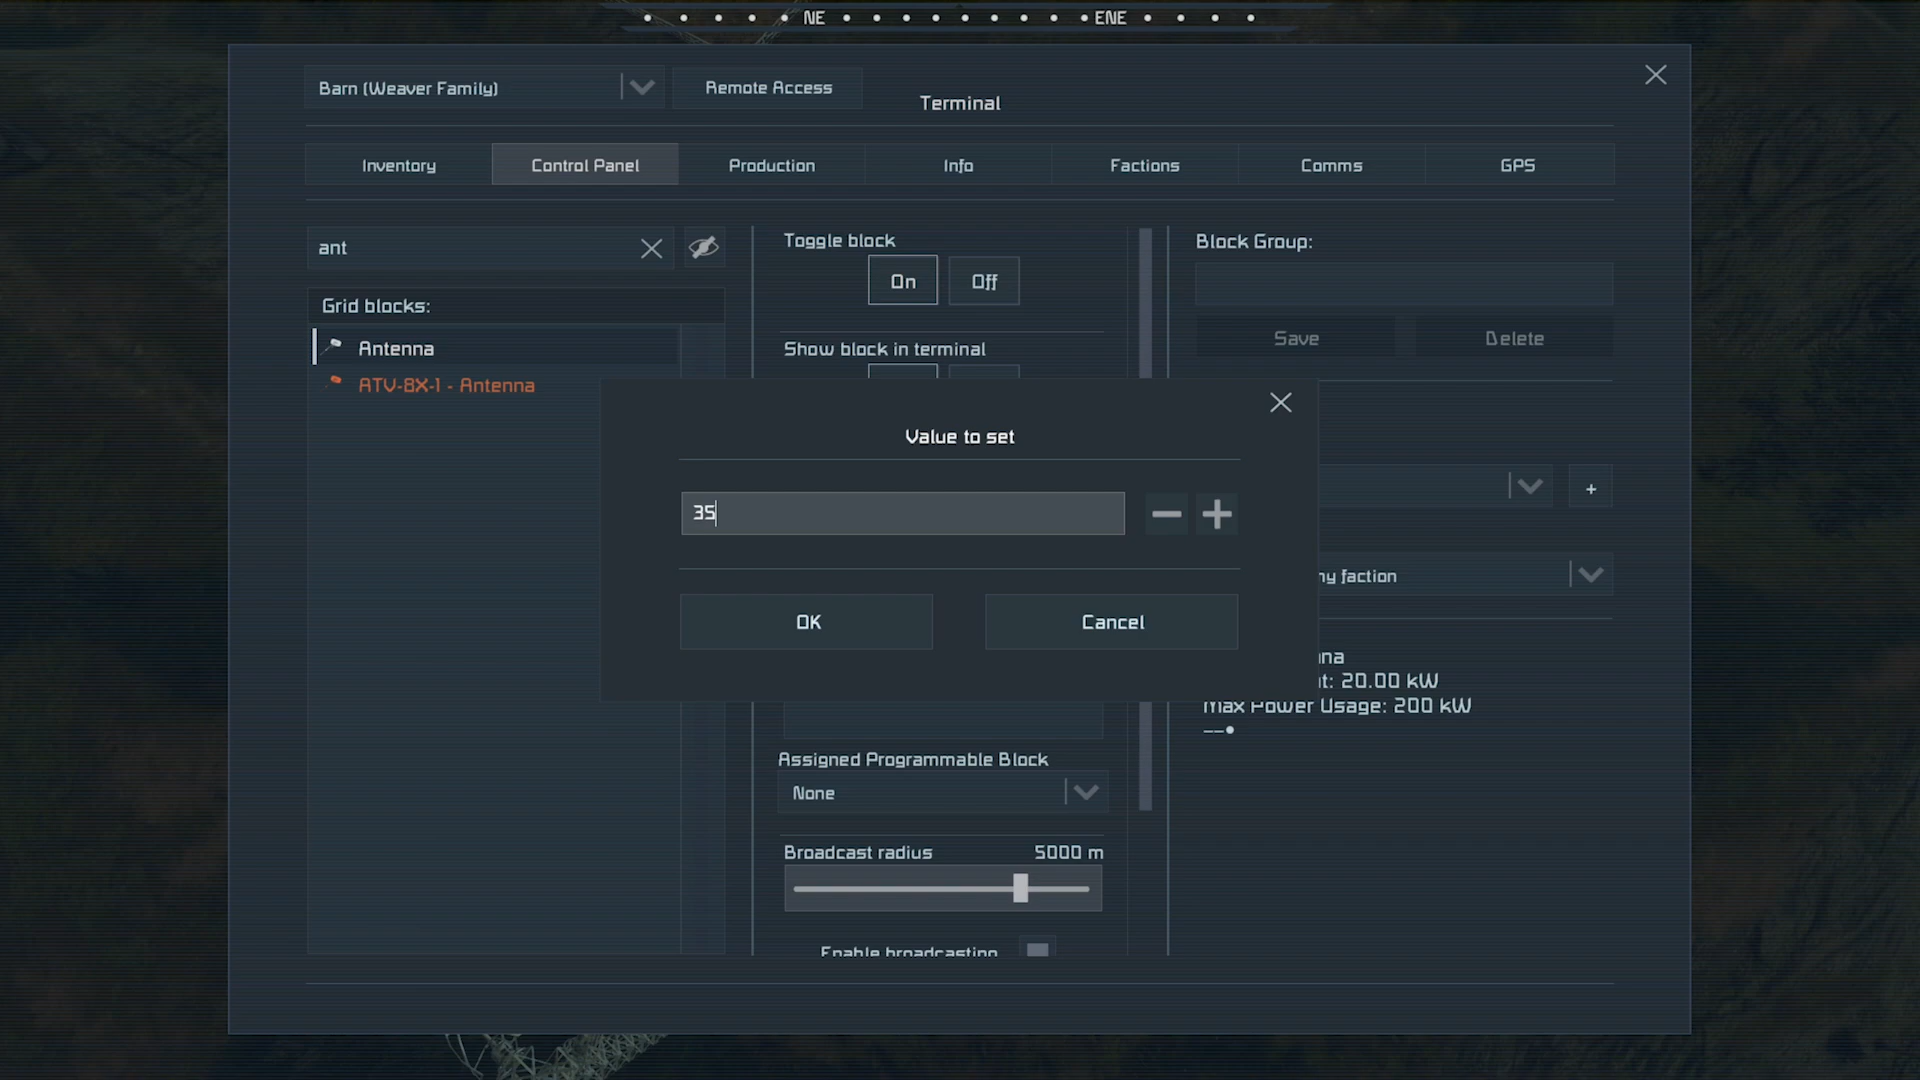 NE
ENE
Barn (Weaver Family)
Remote Access
Terminal
Inventory
Control Panel
Production
Info
Factions
Comms
GPS
ant
Grid blocks:
Antenna
ATV-8X-1 - Antenna
Toggle block
On
Off
Show block in terminal
Block Group:
Save
Delete
Value to set
35
OK
Cancel
+
ny faction
na
t: 20.00 kW
Max Power Usage: 200 kW
Assigned Programmable Block
None
Broadcast radius
5000 m
Enable broadcasting